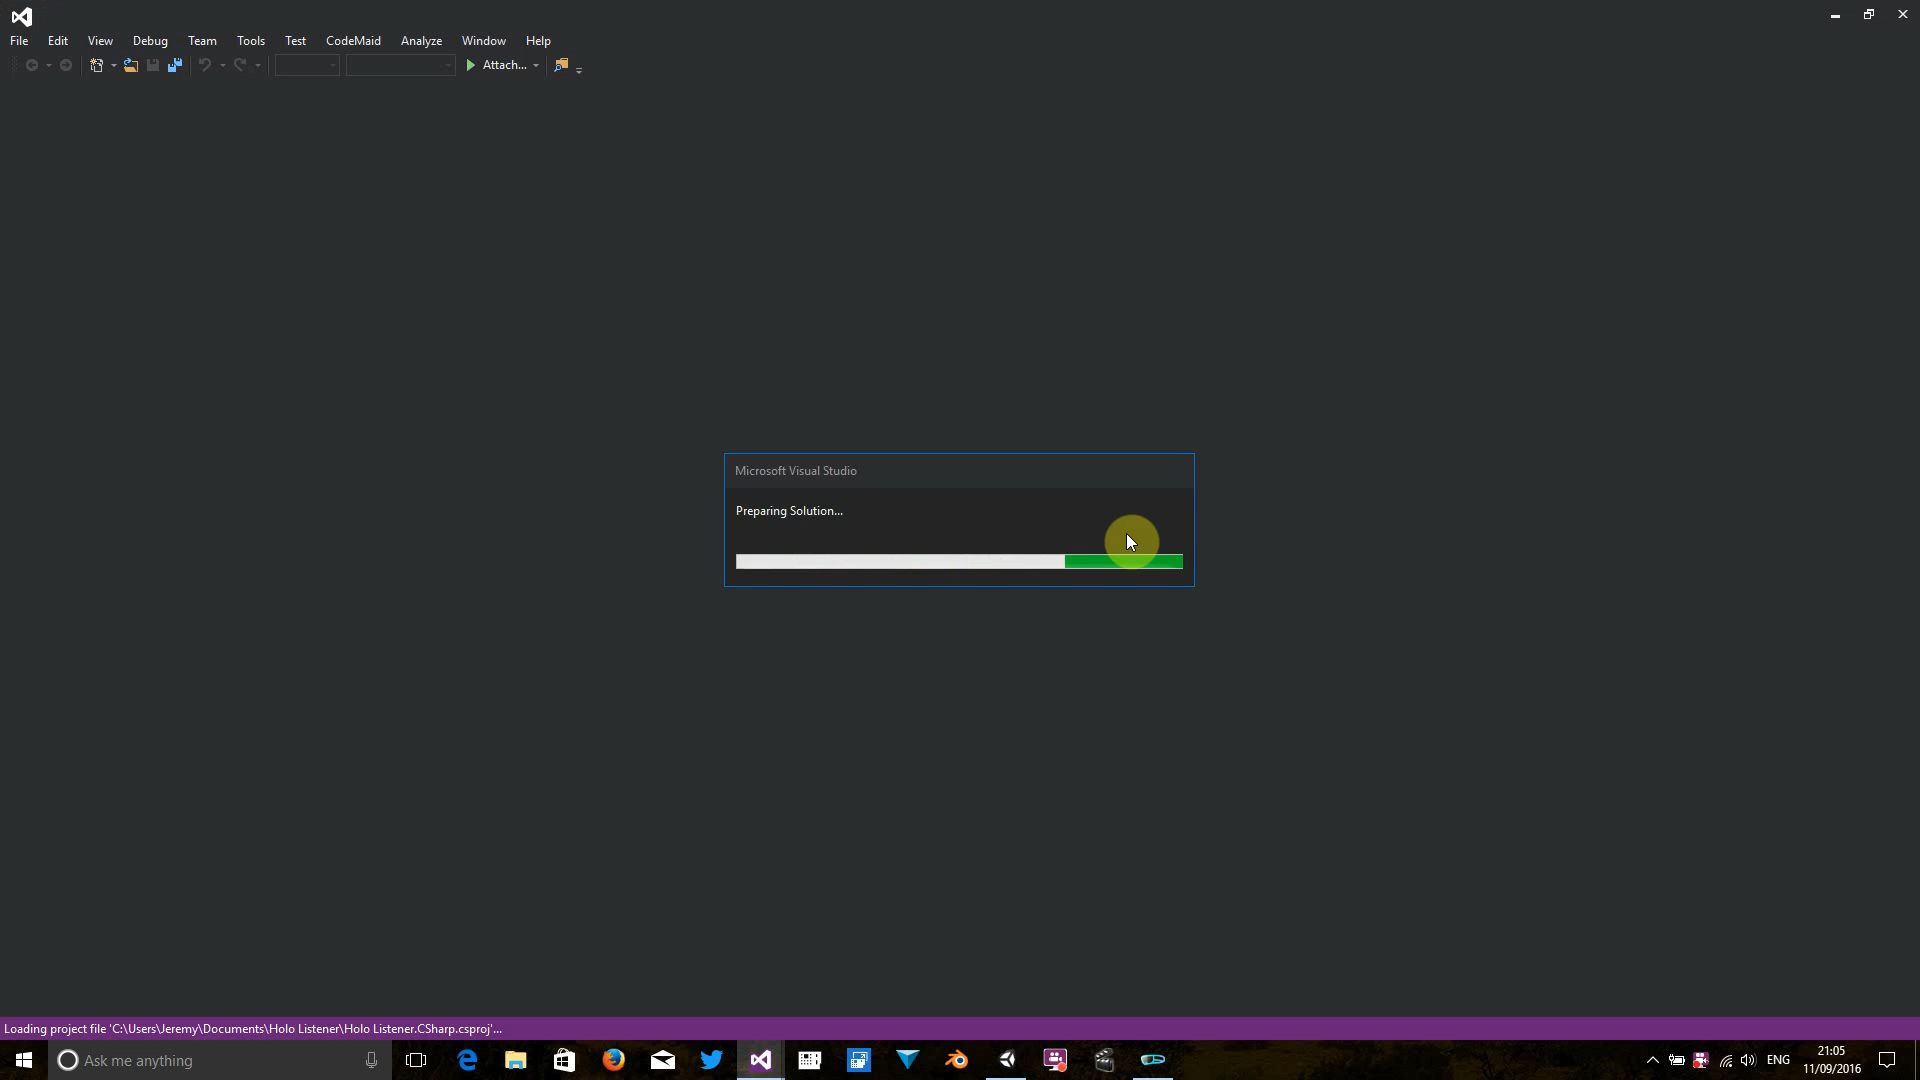 File Edit View Debug Team Tools Test CodeMaid Analyze Window Help
Attach...
Microsoft Visual Studio
Preparing Solution...
Loading project file 'C:\Users\Jeremy\Documents\Holo Listener\Holo Listener.CSharp.csproj'...
Ask me anything
ENG
21:05
11/09/2016